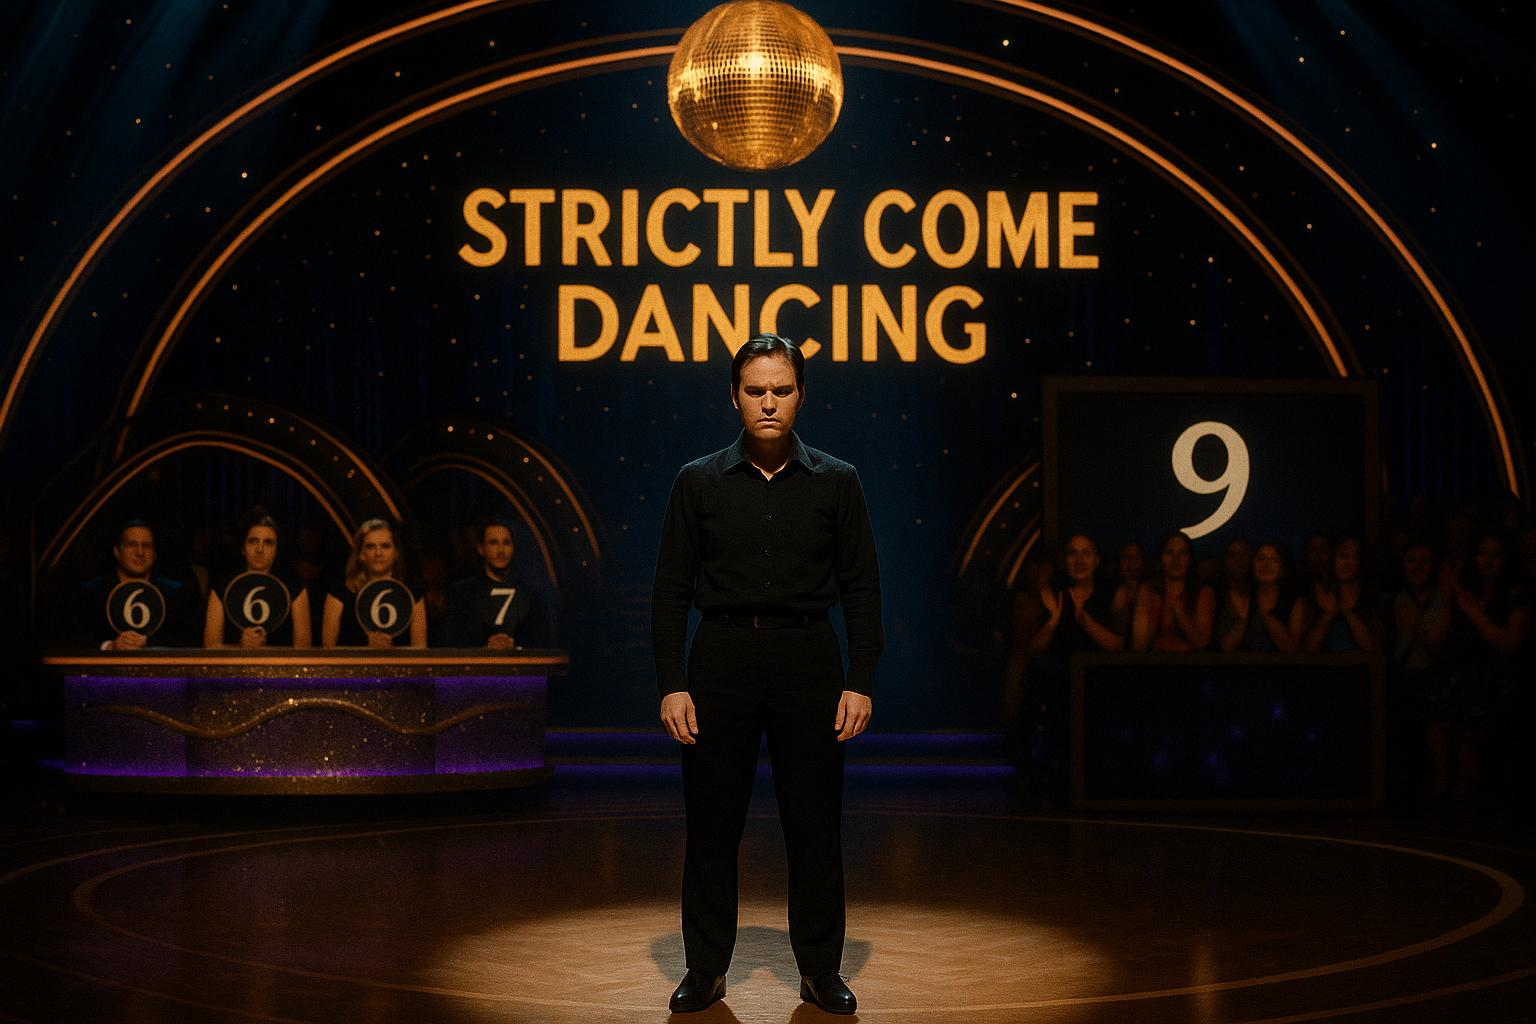 STRICTLY COME
DANCING
9
6 6 6 7